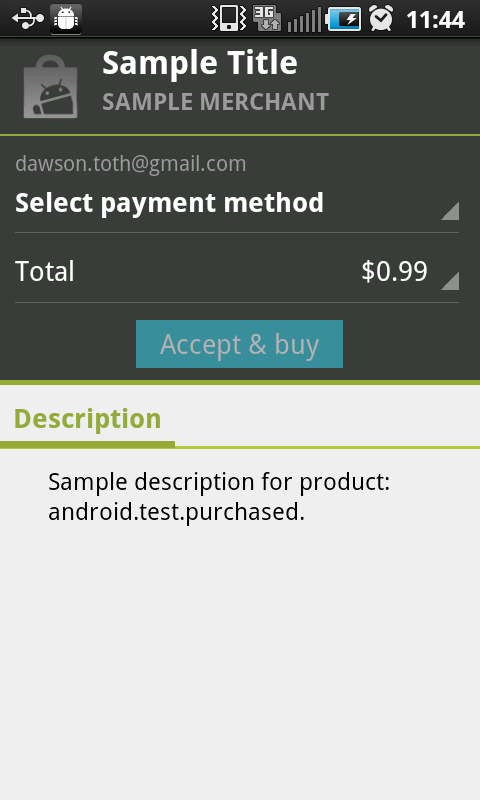 3G 11:44
Sample Title
SAMPLE MERCHANT
dawson.toth@gmail.com
Select payment method
Total $0.99
Accept & buy
Description
Sample description for product:
android.test.purchased.